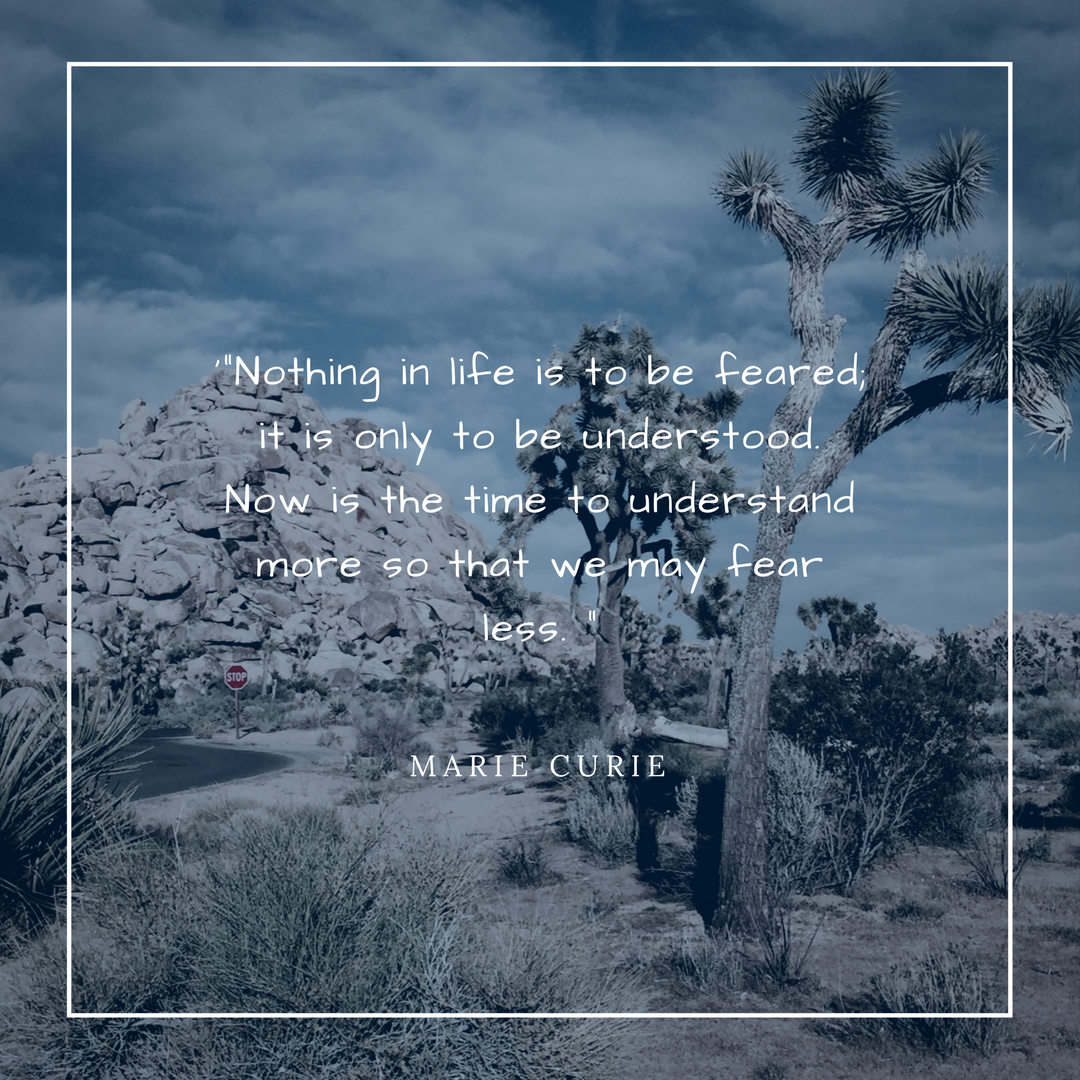 '"Nothing in life is to be feared;
it is only to be understood.
Now is the time to understand
more so that we may fear
less. "
STOP
MARIE CURIE